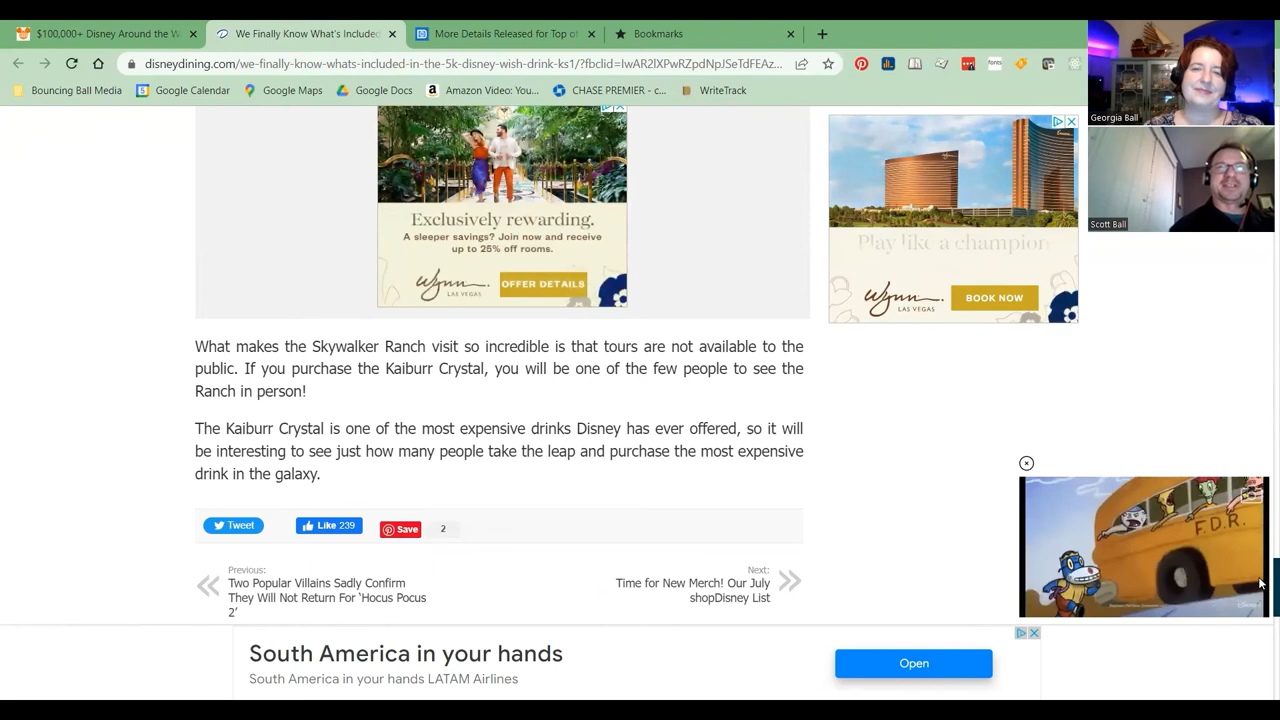 $100,000+ Disney Around the W
We Finally Know What's Included
More Details Released for Top of
Bookmarks
disneydining.com/we-finally-know-whats-included-in-the-5k-disney-wish-drink-ks1/?fbclid=IwAR2lXPwRZpdNpJSeTdFEAz...
Bouncing Ball Media
Google Calendar
Google Maps
Google Docs
Amazon Video: You...
CHASE PREMIER - c...
WriteTrack
fonts
Georgia Ball
Scott Ball
Exclusively rewarding.
A sleeper savings? Join now and receive
up to 25% off rooms.
Wynn
LAS VEGAS
OFFER DETAILS
Play like a champion
Wynn
LAS VEGAS
BOOK NOW
What makes the Skywalker Ranch visit so incredible is that tours are not available to the
public. If you purchase the Kaiburr Crystal, you will be one of the few people to see the
Ranch in person!
The Kaiburr Crystal is one of the most expensive drinks Disney has ever offered, so it will
be interesting to see just how many people take the leap and purchase the most expensive
drink in the galaxy.
Tweet
Like 239
Save
2
F.D.R.
Previous:
Two Popular Villains Sadly Confirm
They Will Not Return For 'Hocus Pocus
2'
Next:
Time for New Merch! Our July
shopDisney List
South America in your hands
South America in your hands LATAM Airlines
Open